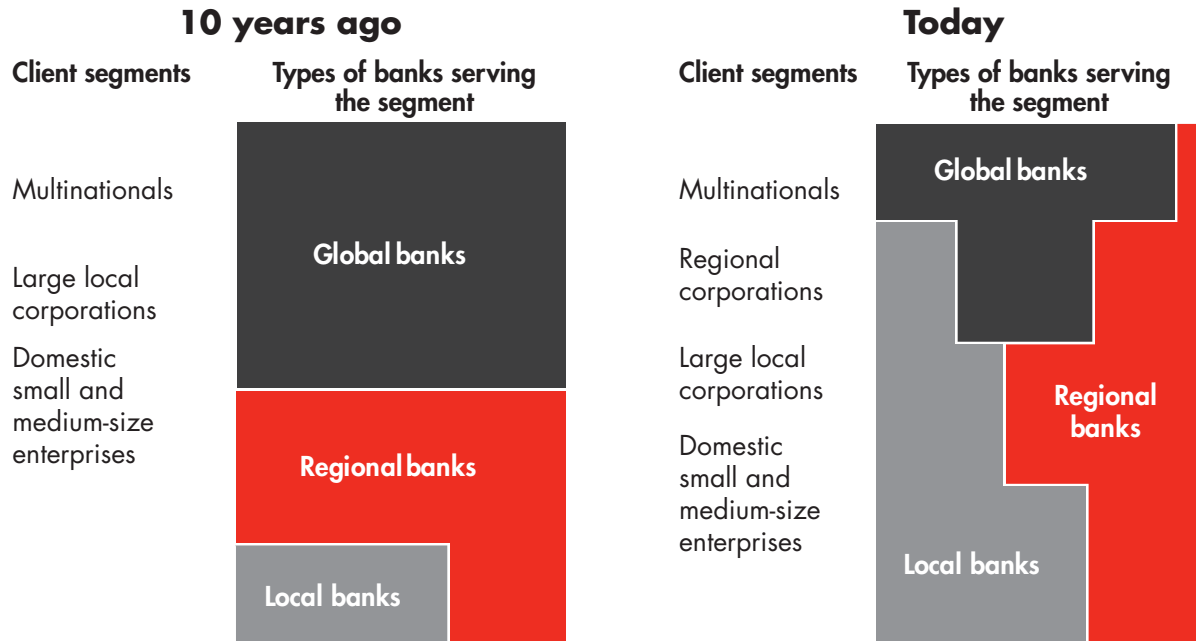 10 years ago
Client segments
Types of banks serving
the segment
Multinationals
Large local
corporations
Domestic
small and
medium-size
enterprises
Global banks
Regional banks
Local banks
Today
Client segments
Types of banks serving
the segment
Multinationals
Regional
corporations
Large local
corporations
Domestic
small and
medium-size
enterprises
Global banks
Regional
banks
Local banks